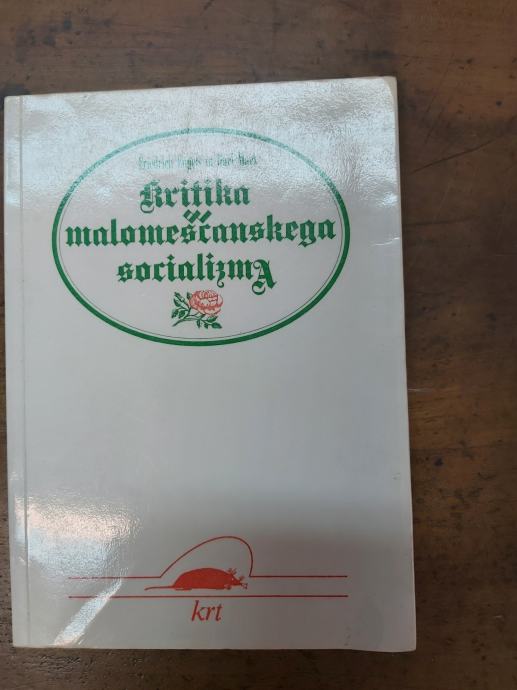 Friedrich Engels in Karl Marx
Kritika
malomeščanskega
socializmA
krt